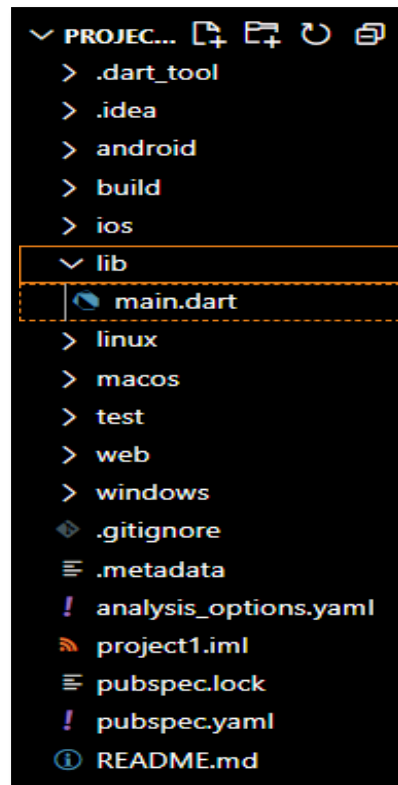 PROJEC...
.dart_tool
.idea
android
build
ios
lib
main.dart
linux
macos
test
web
windows
.gitignore
.metadata
analysis_options.yaml
project1.iml
pubspec.lock
pubspec.yaml
README.md